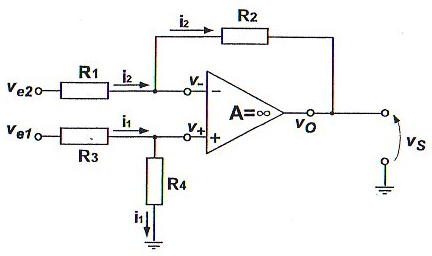 i₂ R2
R1 i₂
ve2 v- −
A=∞
ve1 i₁ v+ + vO vS
R3
R4
i₁